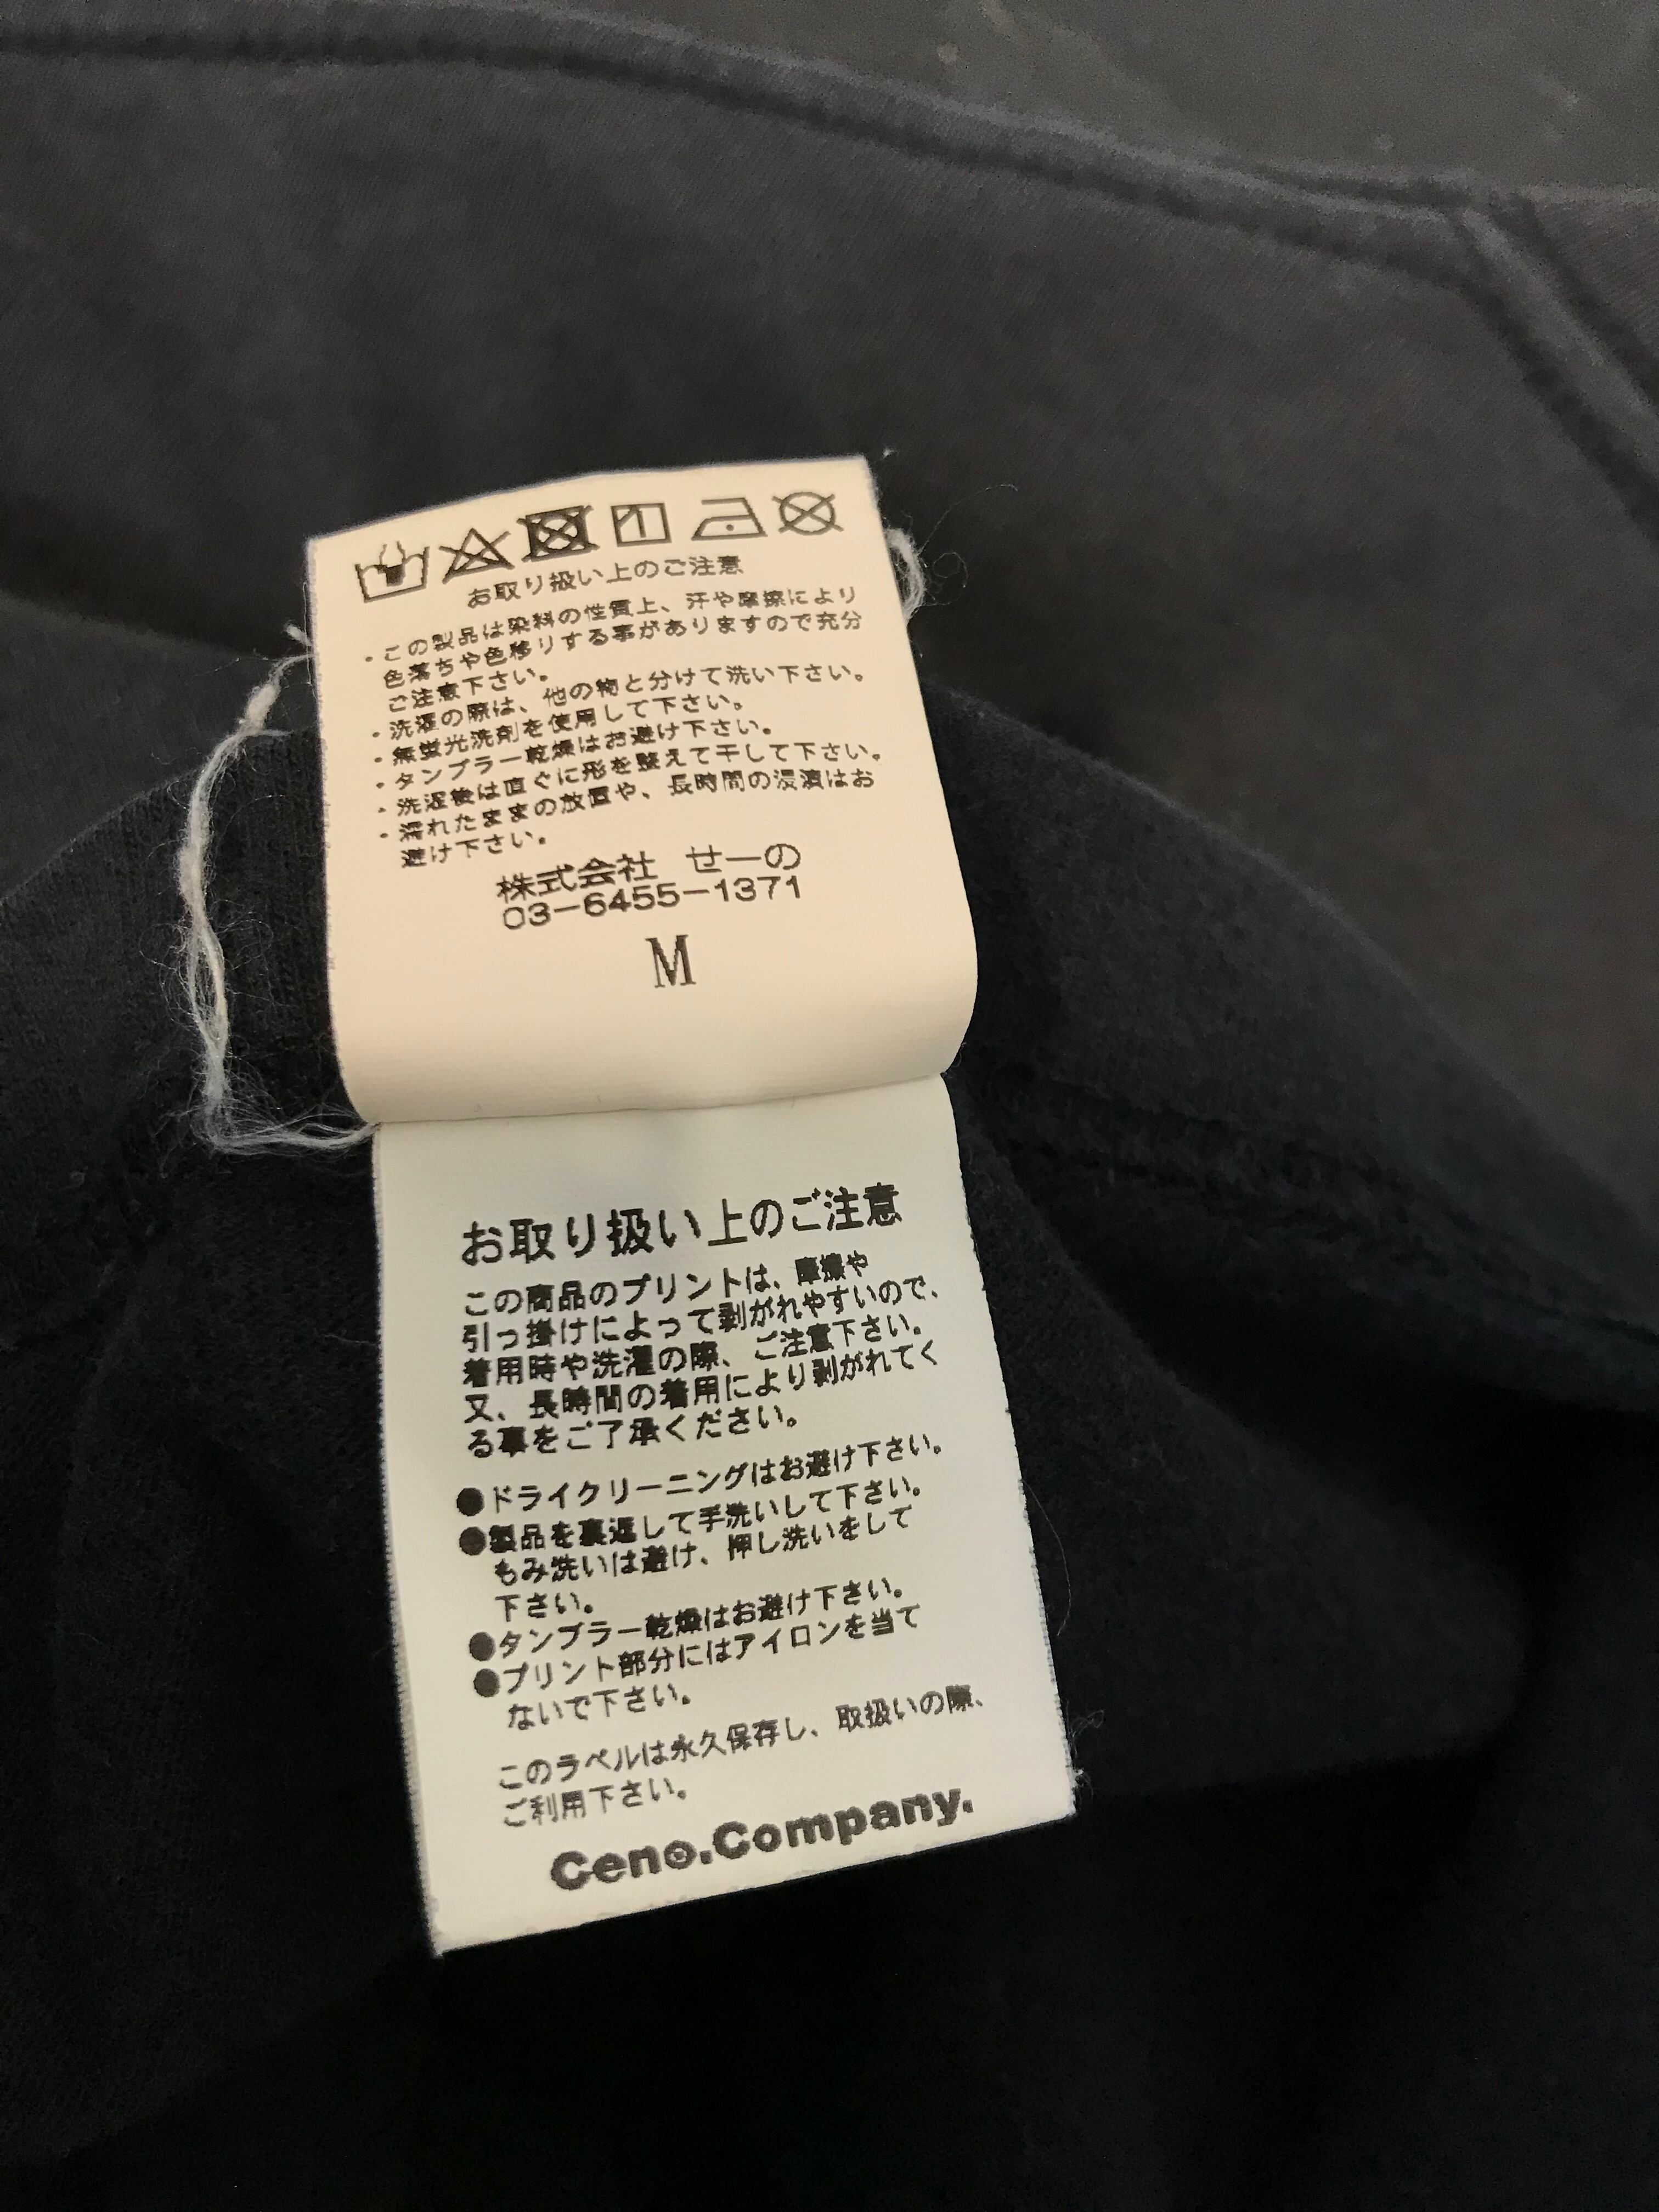 お取り扱い上のご注意
・この製品は染料の性質上、汗や摩擦により
色落ちや色移りする事がありますので充分
ご注意下さい。
・洗濯の際は、他の物と分けて洗い下さい。
・無蛍光洗剤を使用して下さい。
・タンブラー乾燥はお避け下さい。
・洗濯後は直ぐに形を整えて干して下さい。
・濡れたままの放置や、長時間の浸漬はお
避け下さい。
株式会社 せーの
03-6455-1371
M
お取り扱い上のご注意
この商品のプリントは、摩擦や
引っ掛けによって剥がれやすいので、
着用時や洗濯の際、ご注意下さい。
又、長時間の着用により剥がれてく
る事をご了承ください。
●ドライクリーニングはお避け下さい。
●製品を裏返して手洗いして下さい。
もみ洗いは避け、押し洗いをして
下さい。
●タンブラー乾燥はお避け下さい。
●プリント部分にはアイロンを当て
ないで下さい。
このラベルは永久保存し、取扱いの際、
ご利用下さい。
Ceno.Company.